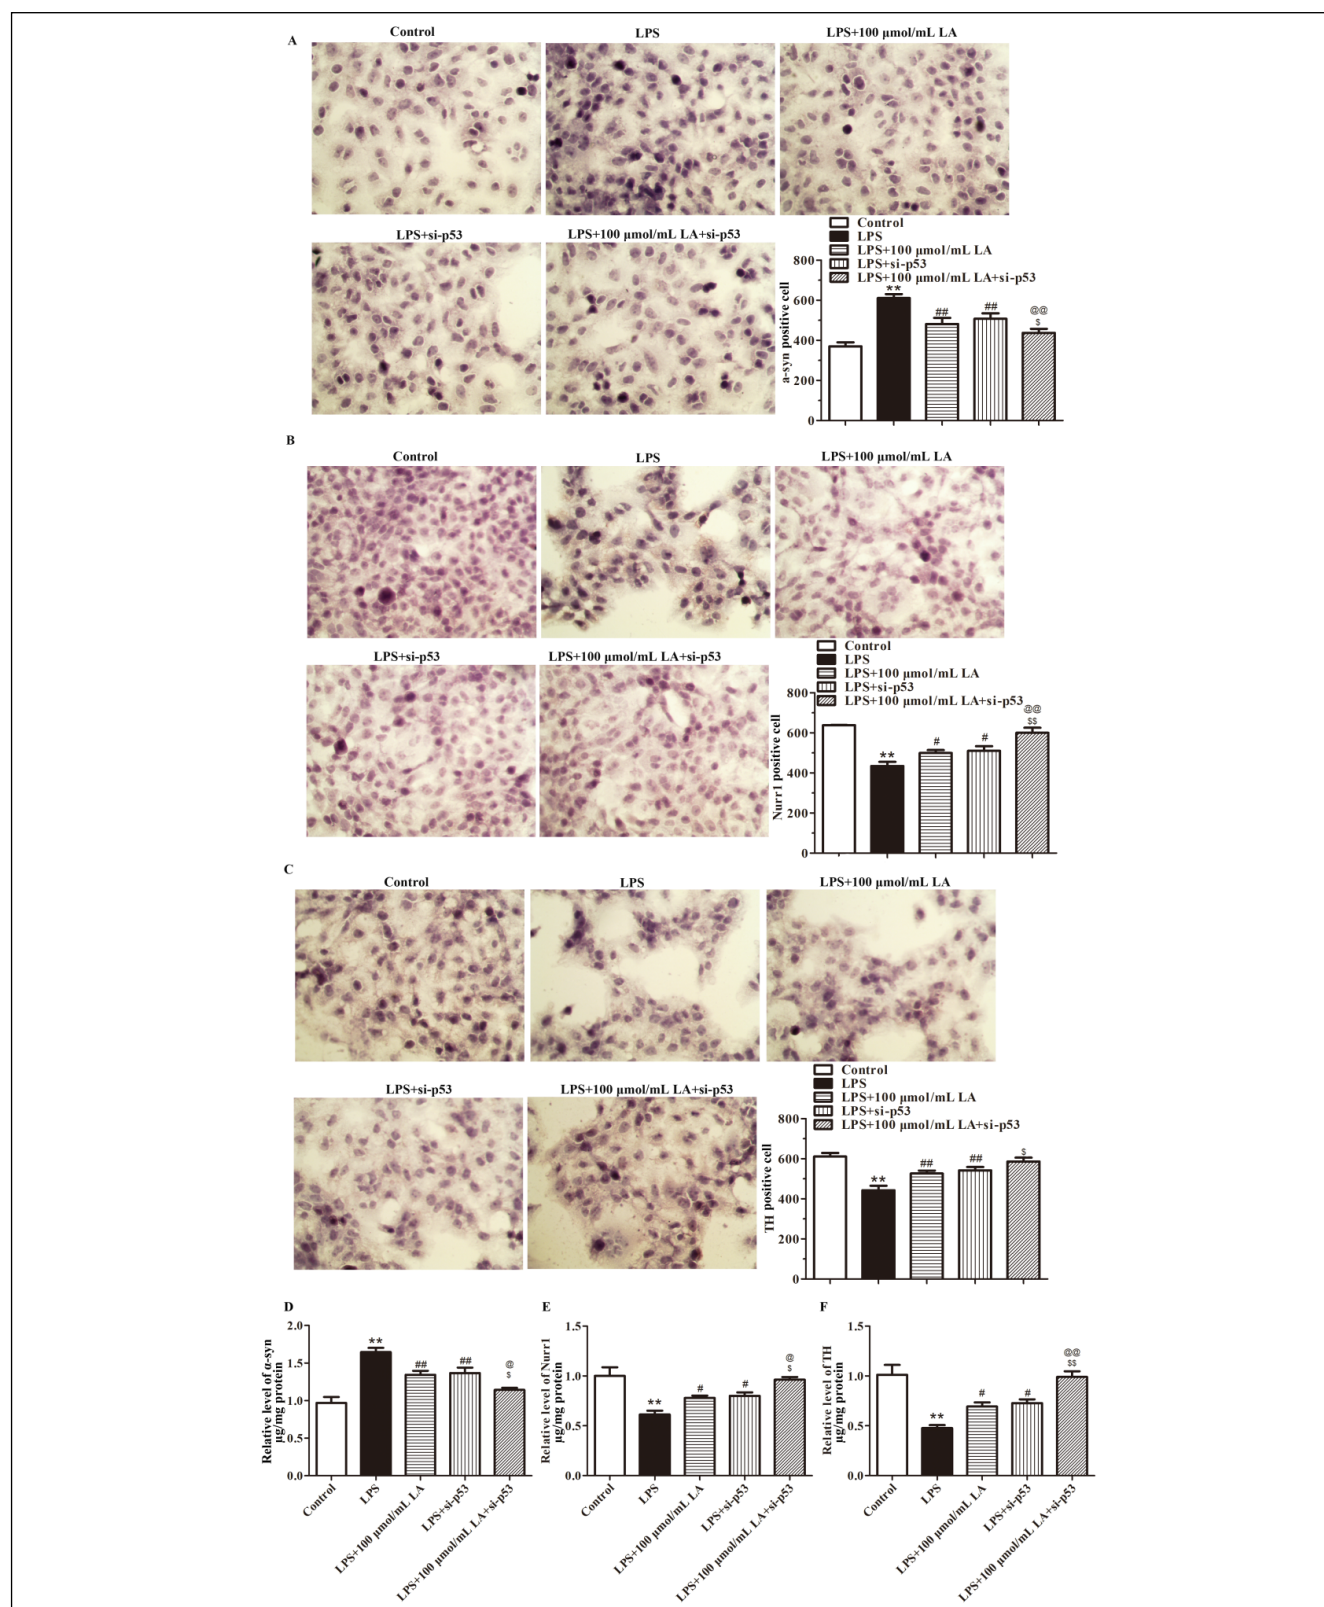 A
Control
LPS
LPS+100 μmol/mL LA
LPS+si-p53
LPS+100 μmol/mL LA+si-p53
Control
LPS
LPS+100 μmol/mL LA
LPS+si-p53
LPS+100 μmol/mL LA+si-p53
a-syn positive cell
800
600
400
200
0
**
##
##
@@
$
B
Control
LPS
LPS+100 μmol/mL LA
LPS+si-p53
LPS+100 μmol/mL LA+si-p53
Control
LPS
LPS+100 μmol/mL LA
LPS+si-p53
LPS+100 μmol/mL LA+si-p53
Nurr1 positive cell
800
600
400
200
0
**
#
#
@@
$$
C
Control
LPS
LPS+100 μmol/mL LA
LPS+si-p53
LPS+100 μmol/mL LA+si-p53
Control
LPS
LPS+100 μmol/mL LA
LPS+si-p53
LPS+100 μmol/mL LA+si-p53
TH positive cell
800
600
400
200
0
**
##
##
$
D
Relative level of α-syn
μg/mg protein
2.0
1.5
1.0
0.5
0.0
**
##
##
@
$
Control
LPS
LPS+100 μmol/mL LA
LPS+si-p53
LPS+100 μmol/mL LA+si-p53
E
Relative level of Nurr1
μg/mg protein
1.5
1.0
0.5
0.0
**
#
#
@
$
Control
LPS
LPS+100 μmol/mL LA
LPS+si-p53
LPS+100 μmol/mL LA+si-p53
F
Relative level of TH
μg/mg protein
1.5
1.0
0.5
0.0
**
#
#
@@
$$
Control
LPS
LPS+100 μmol/mL LA
LPS+si-p53
LPS+100 μmol/mL LA+si-p53